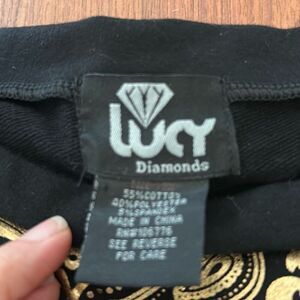 LUCY
Diamonds
55%COTTON
40%POLYESTER
5%SPANDEX
MADE IN CHINA
RN#106776
SEE REVERSE
FOR CARE